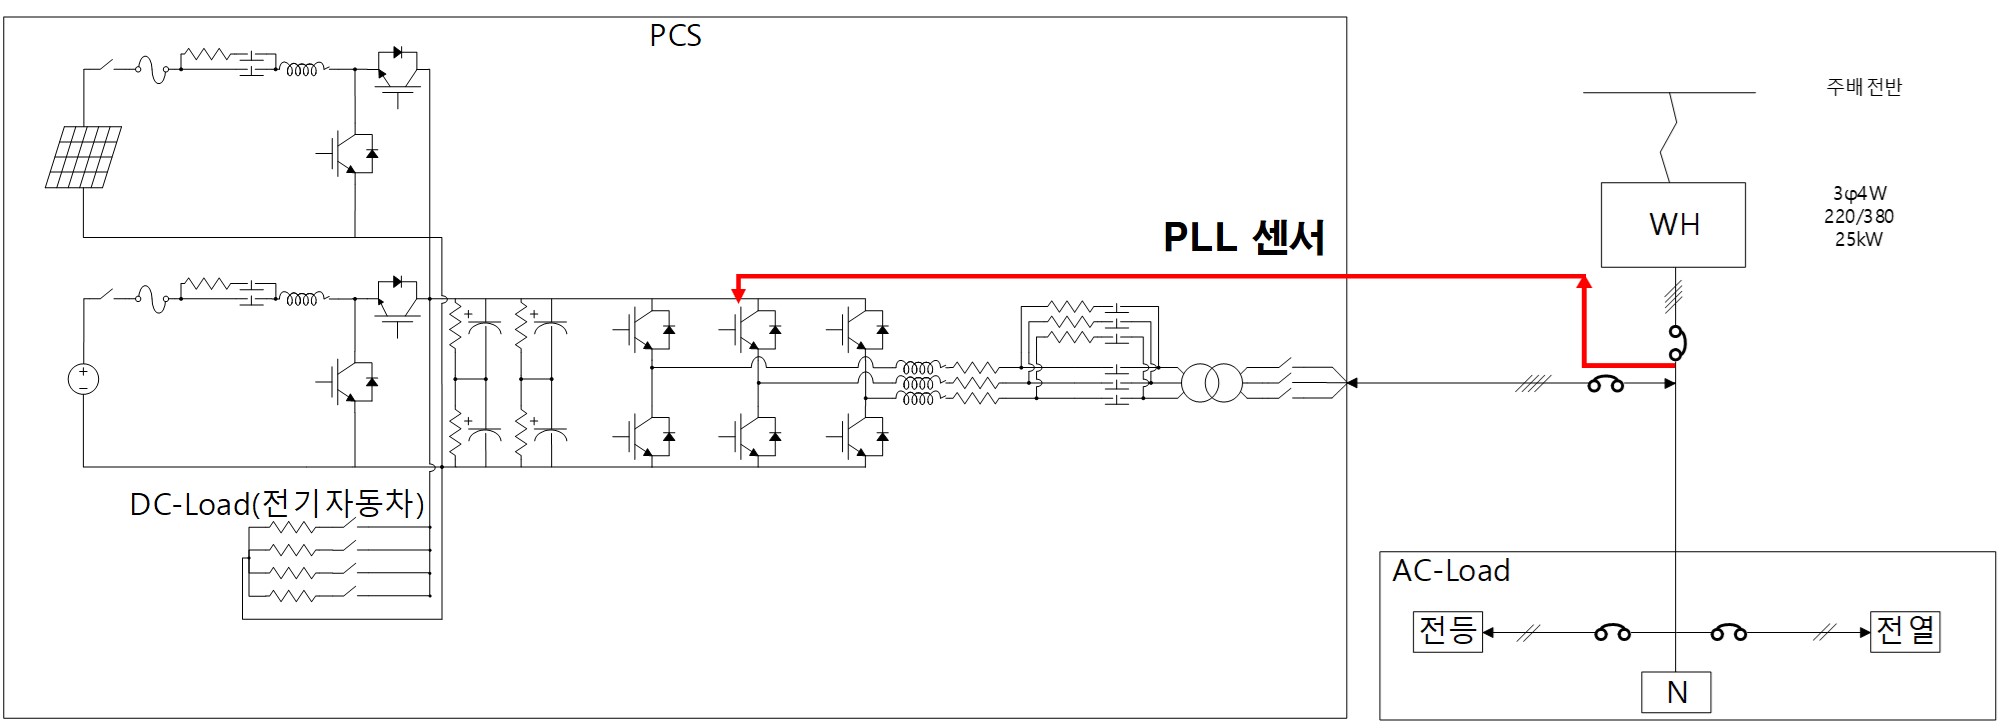 PCS
주배전반
3φ4W
220/380
25kW
WH
PLL 센서
DC-Load(전기자동차)
AC-Load
전등
전열
N